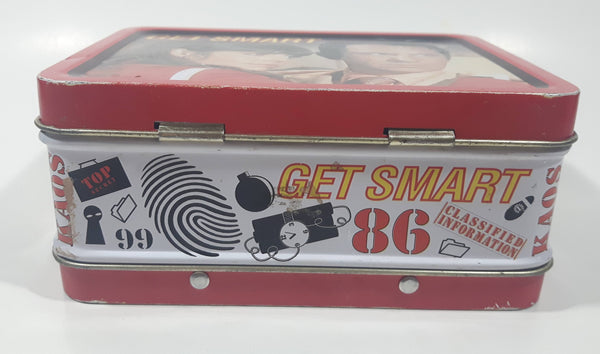 GET SMART
KAOS
TOP
SECRET
99
GET SMART
86
CLASSIFIED
INFORMATION
KAOS